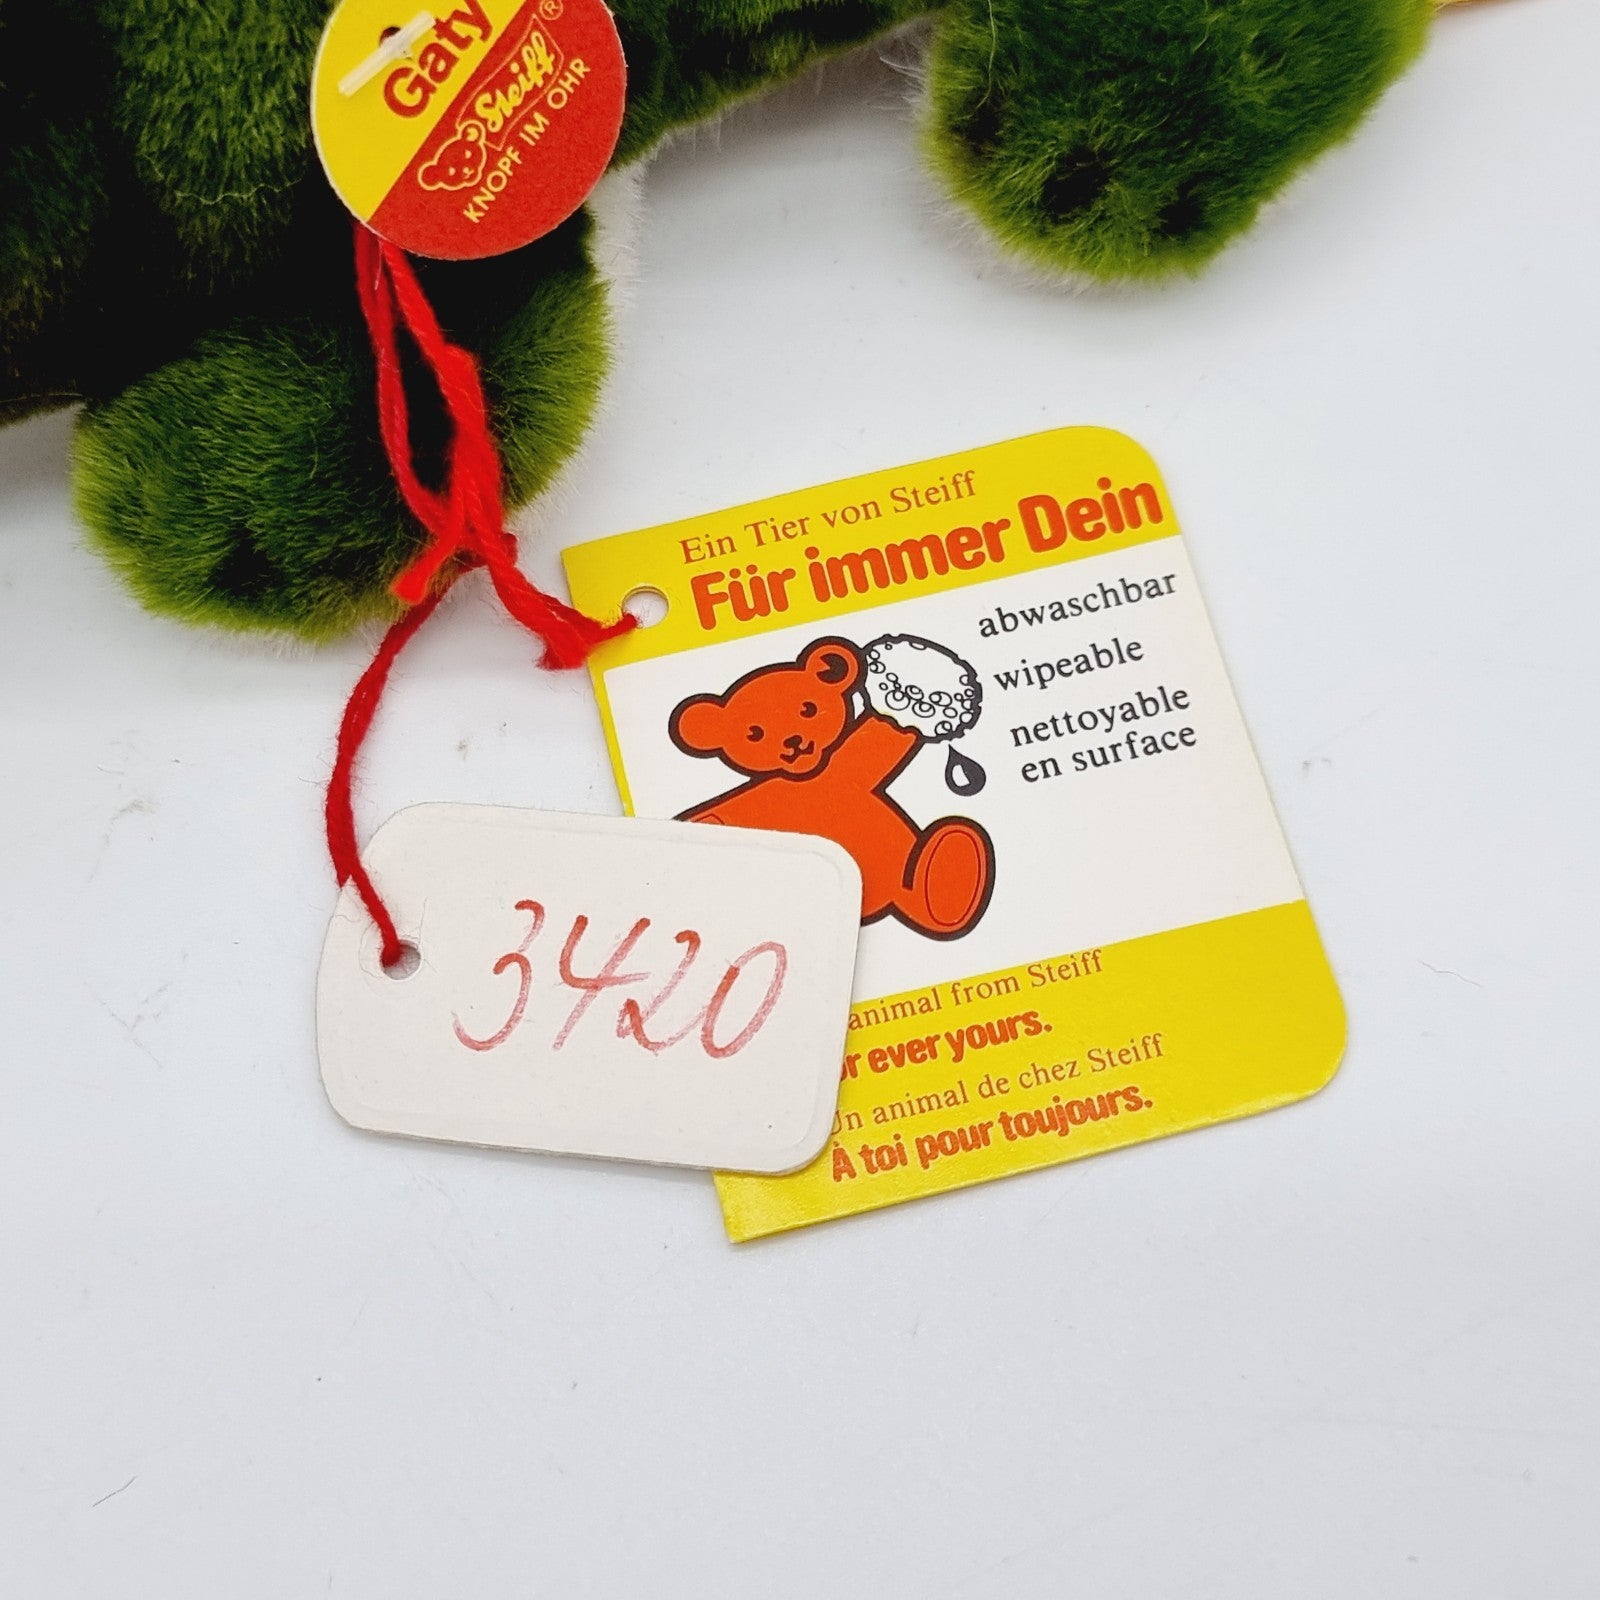 Gaty
Steiff®
KNOPF IM OHR
Ein Tier von Steiff
Für immer Dein
abwaschbar
wipeable
nettoyable
en surface
animal from Steiff
ever yours.
Un animal de chez Steiff
À toi pour toujours.
3420